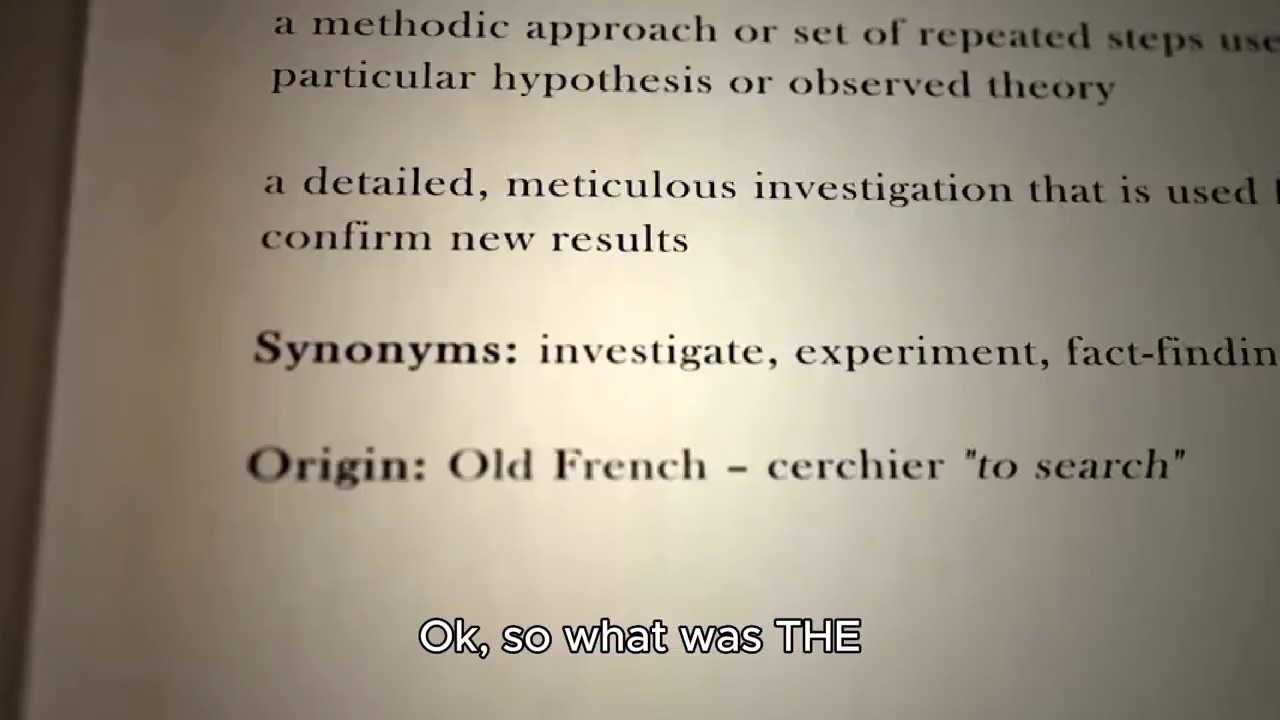 a methodic approach or set of repeated steps use
particular hypothesis or observed theory
a detailed, meticulous investigation that is used
confirm new results
Synonyms: investigate, experiment, fact-findin
Origin: Old French – cerchier "to search"
Ok, so what was THE